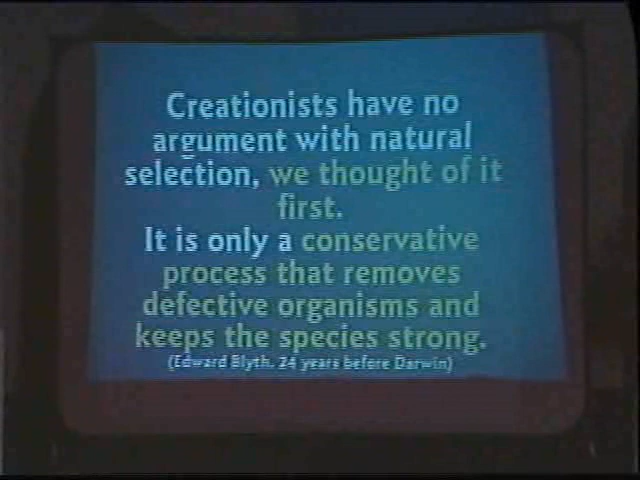 Creationists have no
argument with natural
selection, we thought of it
first.
It is only a conservative
process that removes
defective organisms and
keeps the species strong.
(Edward Blyth. 24 years before Darwin)